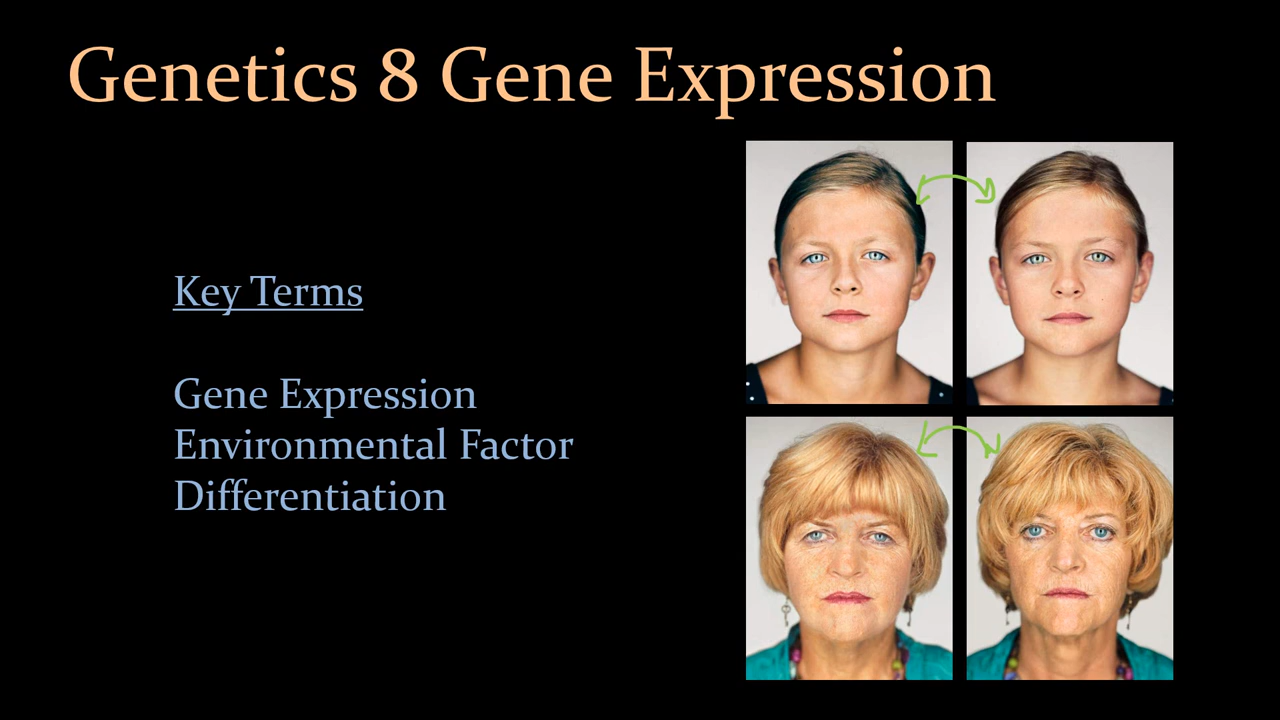 Genetics 8 Gene Expression
Key Terms
Gene Expression
Environmental Factor
Differentiation